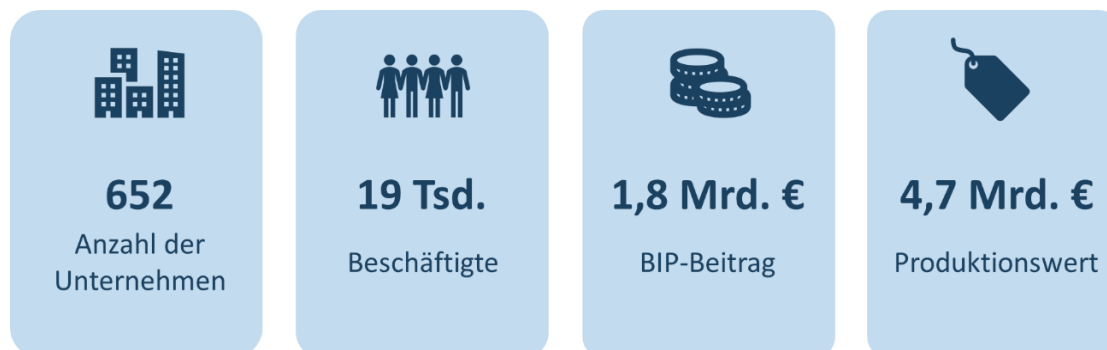 652
Anzahl der
Unternehmen
19 Tsd.
Beschäftigte
1,8 Mrd. €
BIP-Beitrag
4,7 Mrd. €
Produktionswert